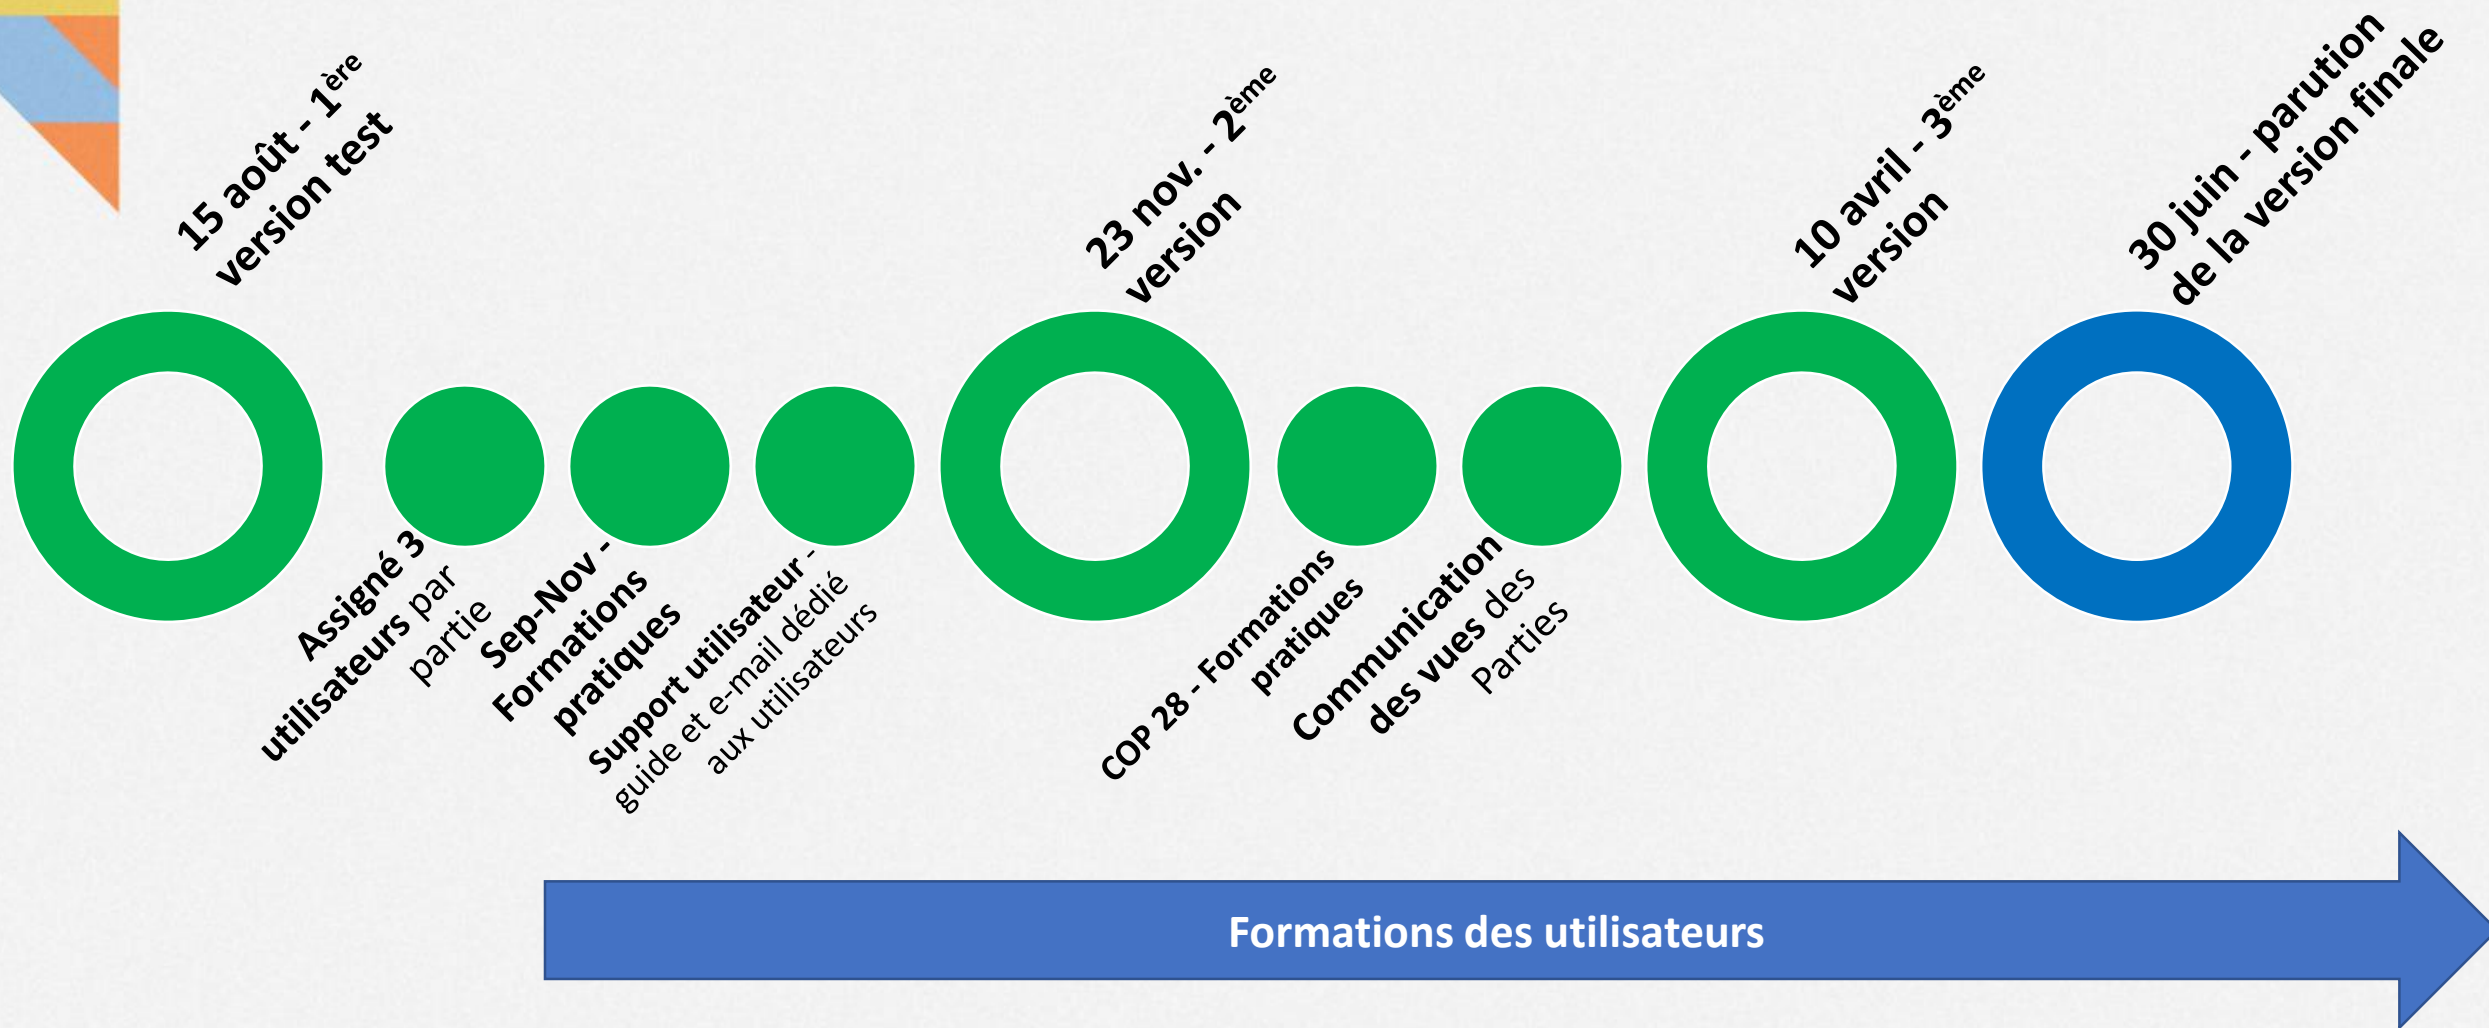 15 août - 1ère
version test
Assigné 3
utilisateurs par
partie
Sep-Nov -
Formations
pratiques
Support utilisateur -
guide et e-mail dédié
aux utilisateurs
23 nov. - 2ème
version
COP 28 - Formations
pratiques
Communication
des vues des
Parties
10 avril - 3ème
version
30 juin - parution
de la version finale
Formations des utilisateurs